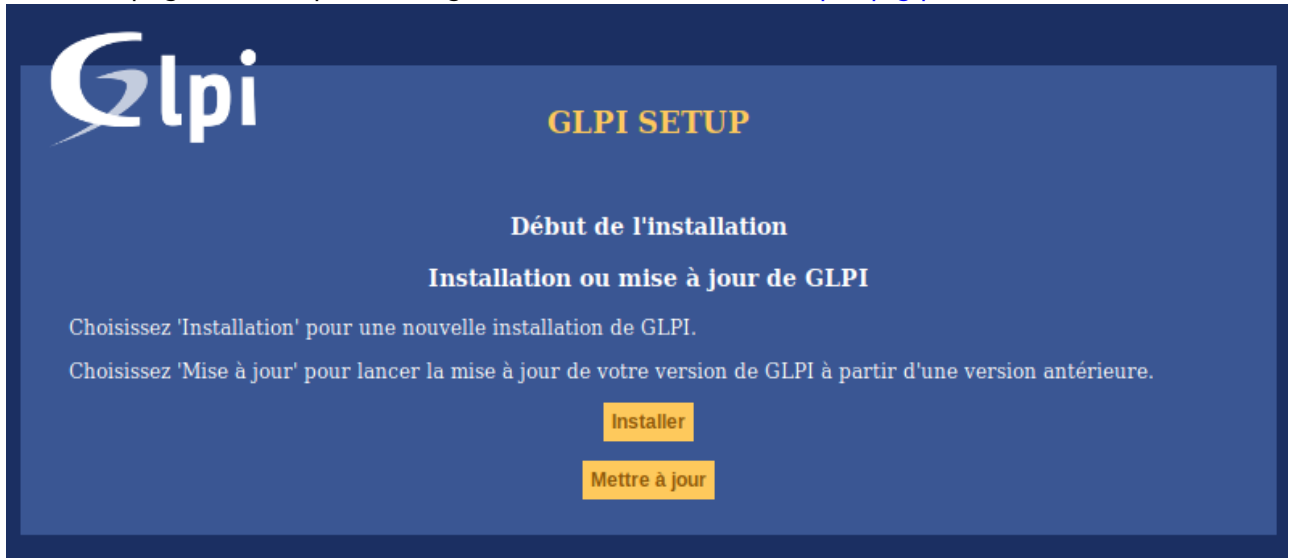 Glpi
GLPI SETUP
Début de l'installation
Installation ou mise à jour de GLPI
Choisissez 'Installation' pour une nouvelle installation de GLPI.
Choisissez 'Mise à jour' pour lancer la mise à jour de votre version de GLPI à partir d'une version antérieure.
Installer
Mettre à jour